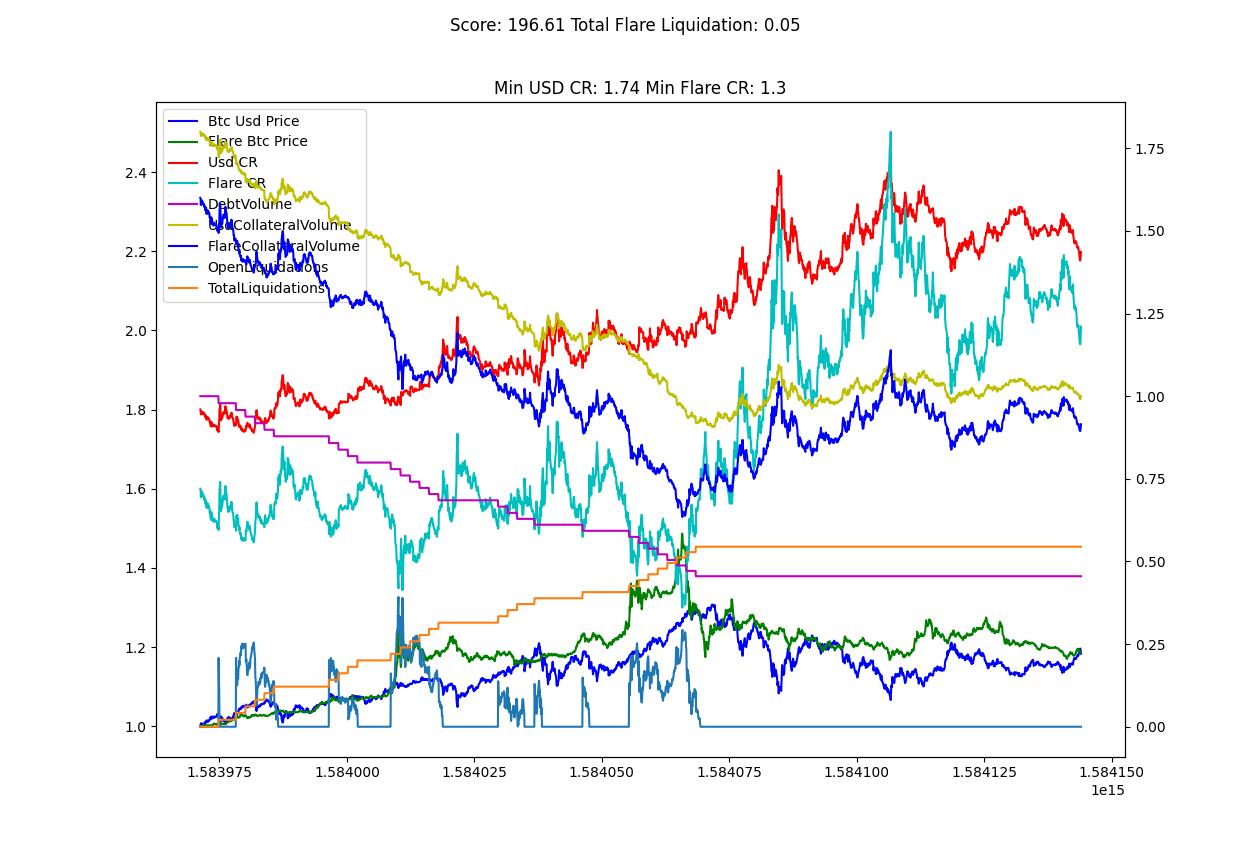 Score: 196.61 Total Flare Liquidation: 0.05
Min USD CR: 1.74 Min Flare CR: 1.3
Btc Usd Price
Flare Btc Price
Usd CR
Flare CR
DebtVolume
UsdCollateralVolume
FlareCollateralVolume
OpenLiquidations
TotalLiquidations
2.4
2.2
2.0
1.8
1.6
1.4
1.2
1.0
1.75
1.50
1.25
1.00
0.75
0.50
0.25
0.00
1.583975 1.584000 1.584025 1.584050 1.584075 1.584100 1.584125 1.584150
1e15